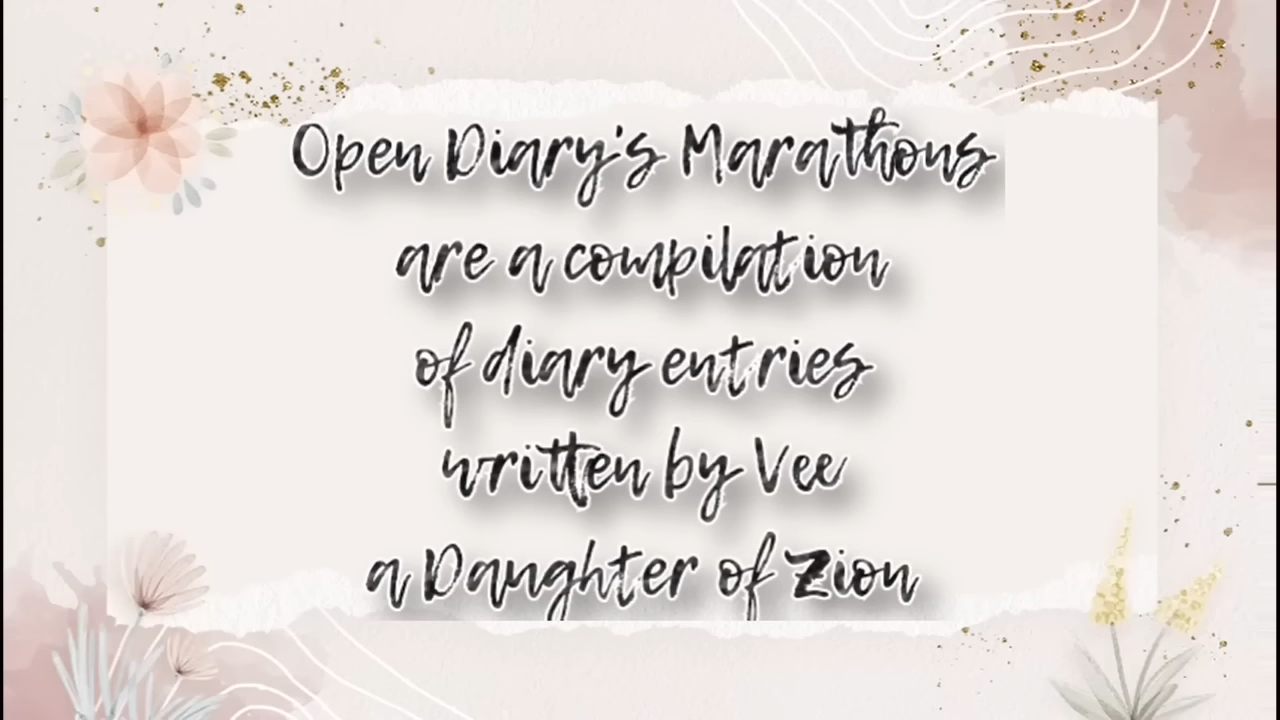 Open Diary's Marathons
are a compilation
of diary entries
written by Vee
a Daughter of Zion